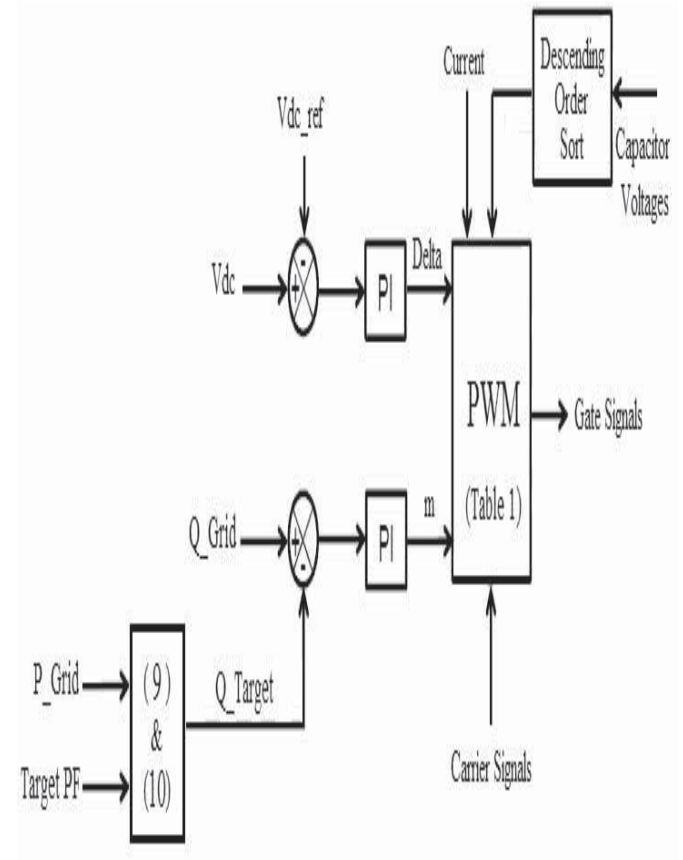 Current
Descending
Order
Sort
Capacitor
Voltages
Vdc_ref
-
+
Vdc
PI
Delta
PWM
(Table 1)
Gate Signals
Q_Grid
+
-
PI
m
P_Grid
Target PF
(9)
&
(10)
Q_Target
Carrier Signals